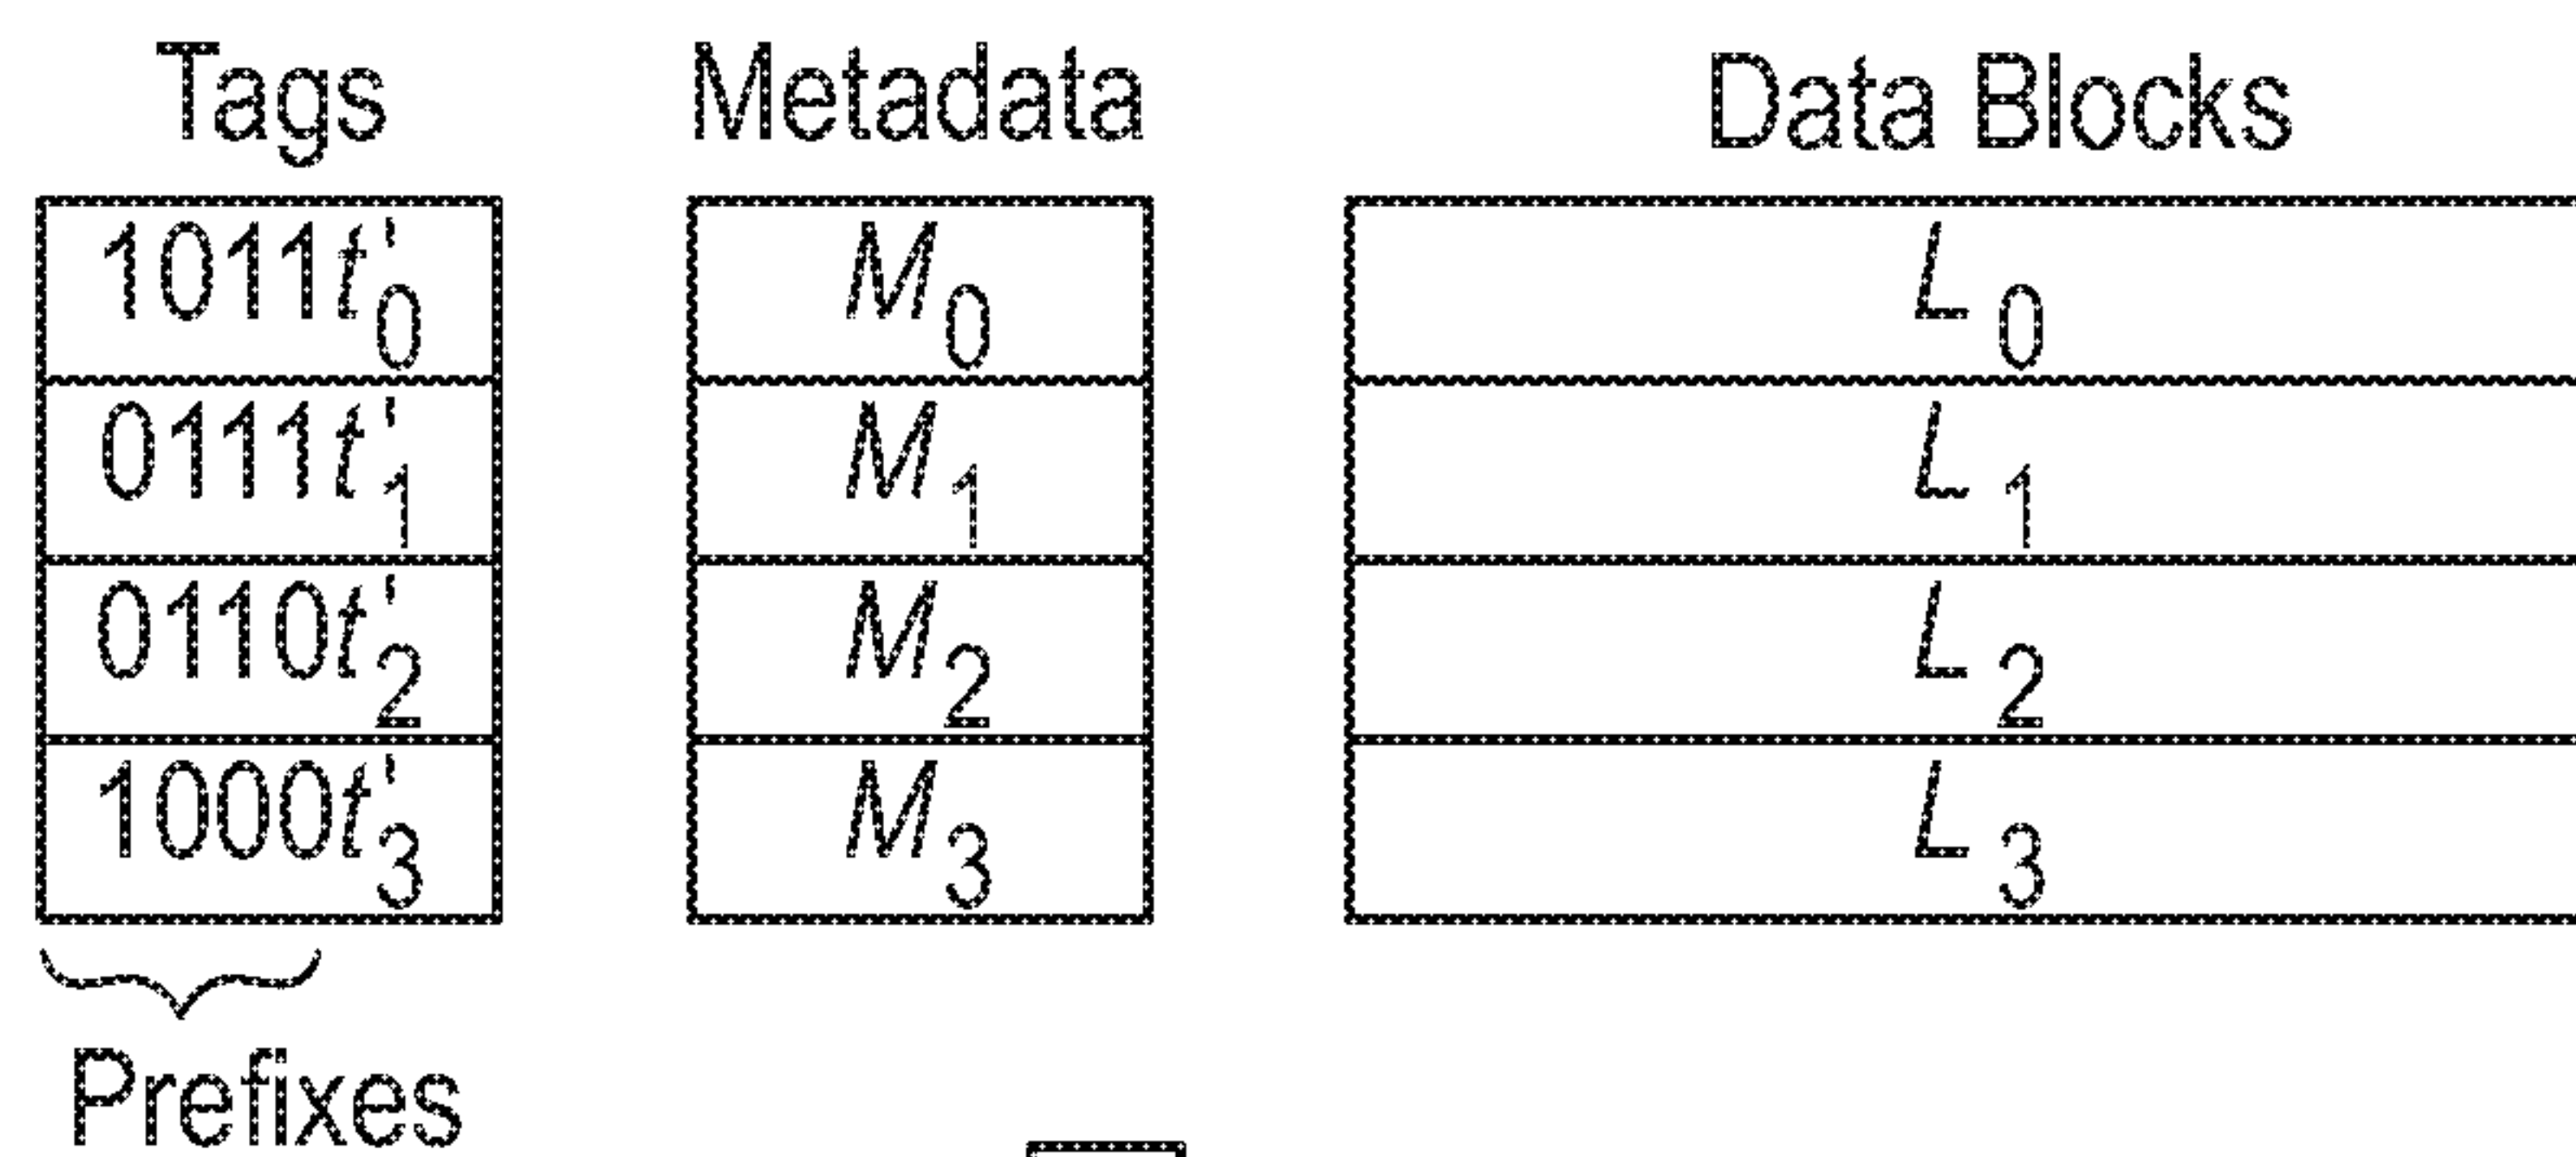 Tags Metadata Data Blocks
1011t'0 M0 L0
0111t'1 M1 L1
0110t'2 M2 L2
1000t'3 M3 L3
Prefixes